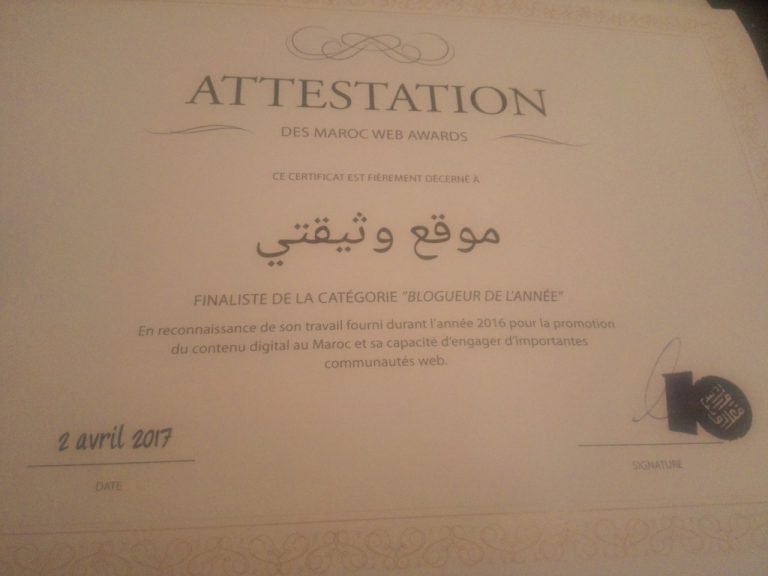 ATTESTATION
DES MAROC WEB AWARDS
CE CERTIFICAT EST FIÈREMENT DÉCERNÉ À
موقع وثيقتي
FINALISTE DE LA CATÉGORIE "BLOGUEUR DE L'ANNÉE"
En reconnaissance de son travail fourni durant l'année 2016 pour la promotion
du contenu digital au Maroc et sa capacité d'engager d'importantes
communautés web.
2 avril 2017
DATE
10
SIGNATURE